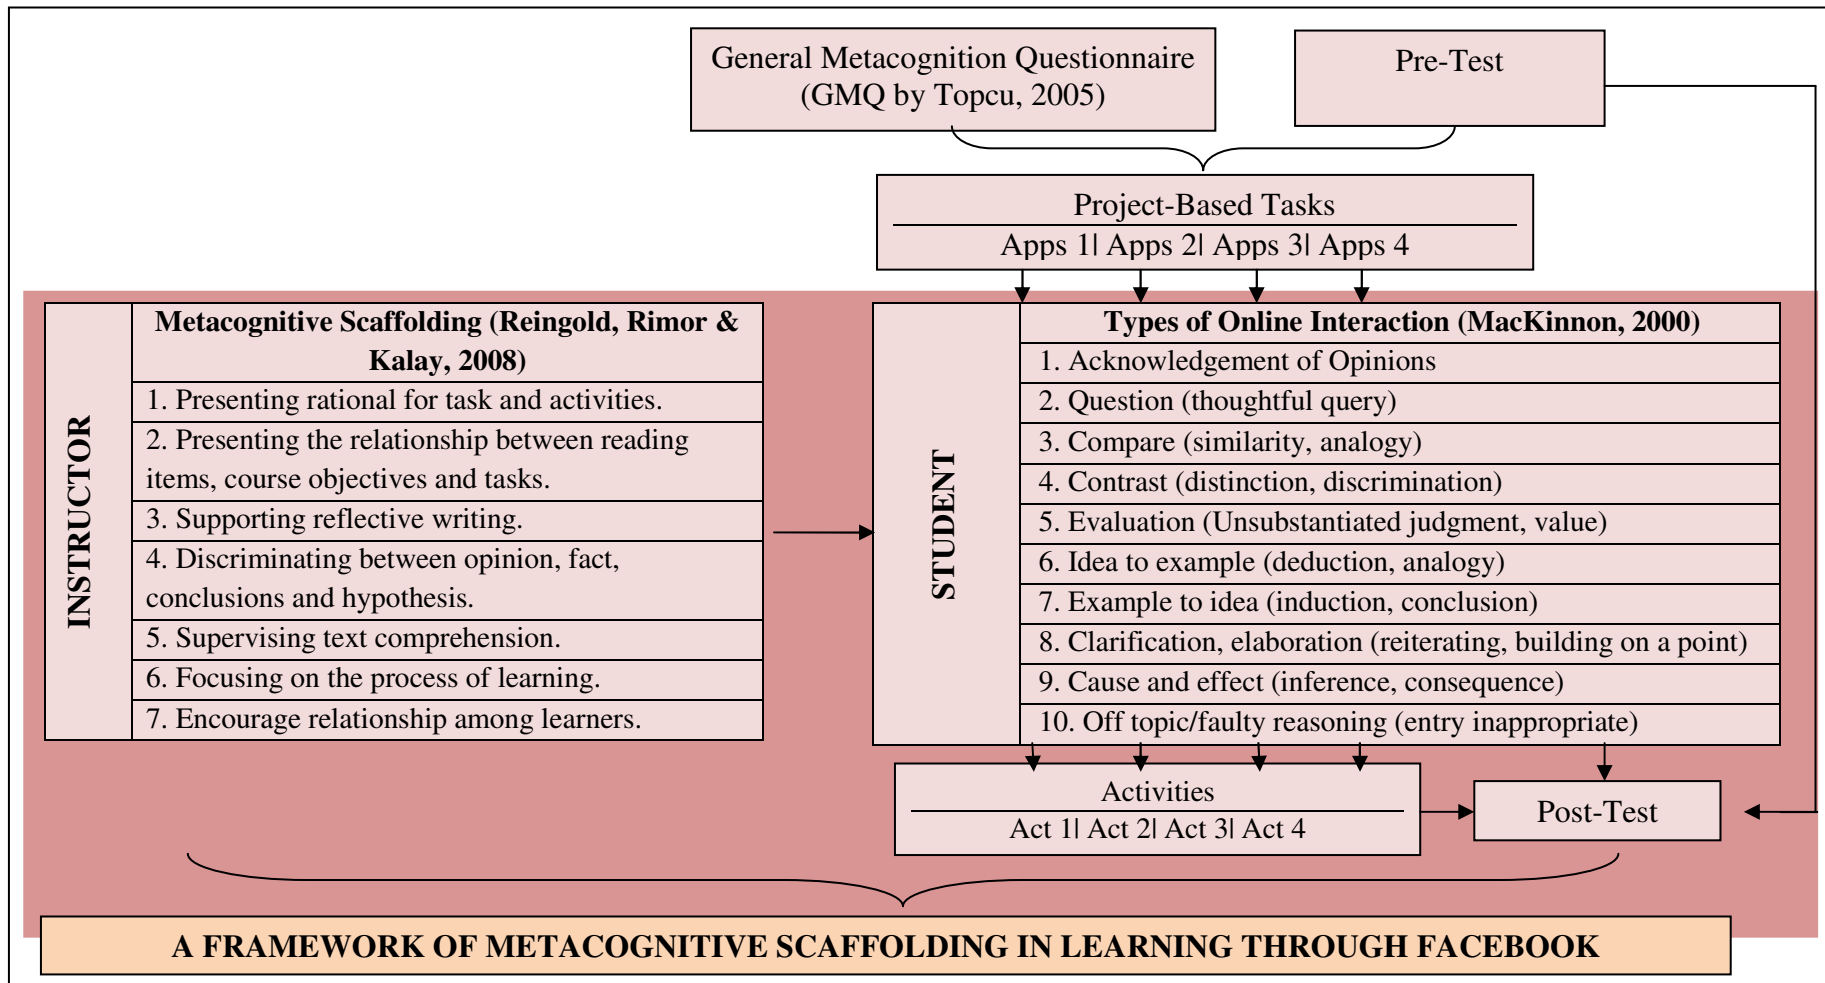 General Metacognition Questionnaire
(GMQ by Topcu, 2005)
Pre-Test
Project-Based Tasks
Apps 1| Apps 2| Apps 3| Apps 4
INSTRUCTOR
Metacognitive Scaffolding (Reingold, Rimor &
Kalay, 2008)
1. Presenting rational for task and activities.
2. Presenting the relationship between reading
items, course objectives and tasks.
3. Supporting reflective writing.
4. Discriminating between opinion, fact,
conclusions and hypothesis.
5. Supervising text comprehension.
6. Focusing on the process of learning.
7. Encourage relationship among learners.
STUDENT
Types of Online Interaction (MacKinnon, 2000)
1. Acknowledgement of Opinions
2. Question (thoughtful query)
3. Compare (similarity, analogy)
4. Contrast (distinction, discrimination)
5. Evaluation (Unsubstantiated judgment, value)
6. Idea to example (deduction, analogy)
7. Example to idea (induction, conclusion)
8. Clarification, elaboration (reiterating, building on a point)
9. Cause and effect (inference, consequence)
10. Off topic/faulty reasoning (entry inappropriate)
Activities
Act 1| Act 2| Act 3| Act 4
Post-Test
A FRAMEWORK OF METACOGNITIVE SCAFFOLDING IN LEARNING THROUGH FACEBOOK